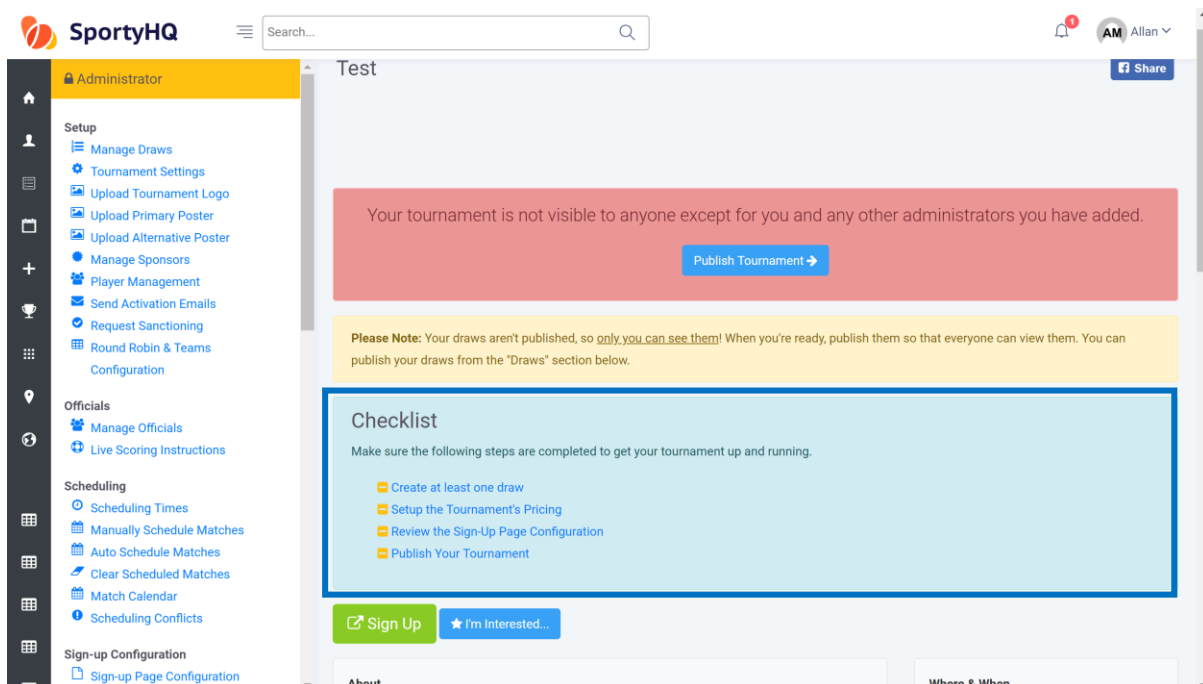 SportyHQ
Search...
1
AM
Allan
Administrator
Setup
Manage Draws
Tournament Settings
Upload Tournament Logo
Upload Primary Poster
Upload Alternative Poster
Manage Sponsors
Player Management
Send Activation Emails
Request Sanctioning
Round Robin & Teams
Configuration
Officials
Manage Officials
Live Scoring Instructions
Scheduling
Scheduling Times
Manually Schedule Matches
Auto Schedule Matches
Clear Scheduled Matches
Match Calendar
Scheduling Conflicts
Sign-up Configuration
Sign-up Page Configuration
Test
Share
Your tournament is not visible to anyone except for you and any other administrators you have added.
Publish Tournament
Please Note: Your draws aren't published, so only you can see them! When you're ready, publish them so that everyone can view them. You can
publish your draws from the "Draws" section below.
Checklist
Make sure the following steps are completed to get your tournament up and running.
Create at least one draw
Setup the Tournament's Pricing
Review the Sign-Up Page Configuration
Publish Your Tournament
Sign Up
I'm Interested...
About
Where & When